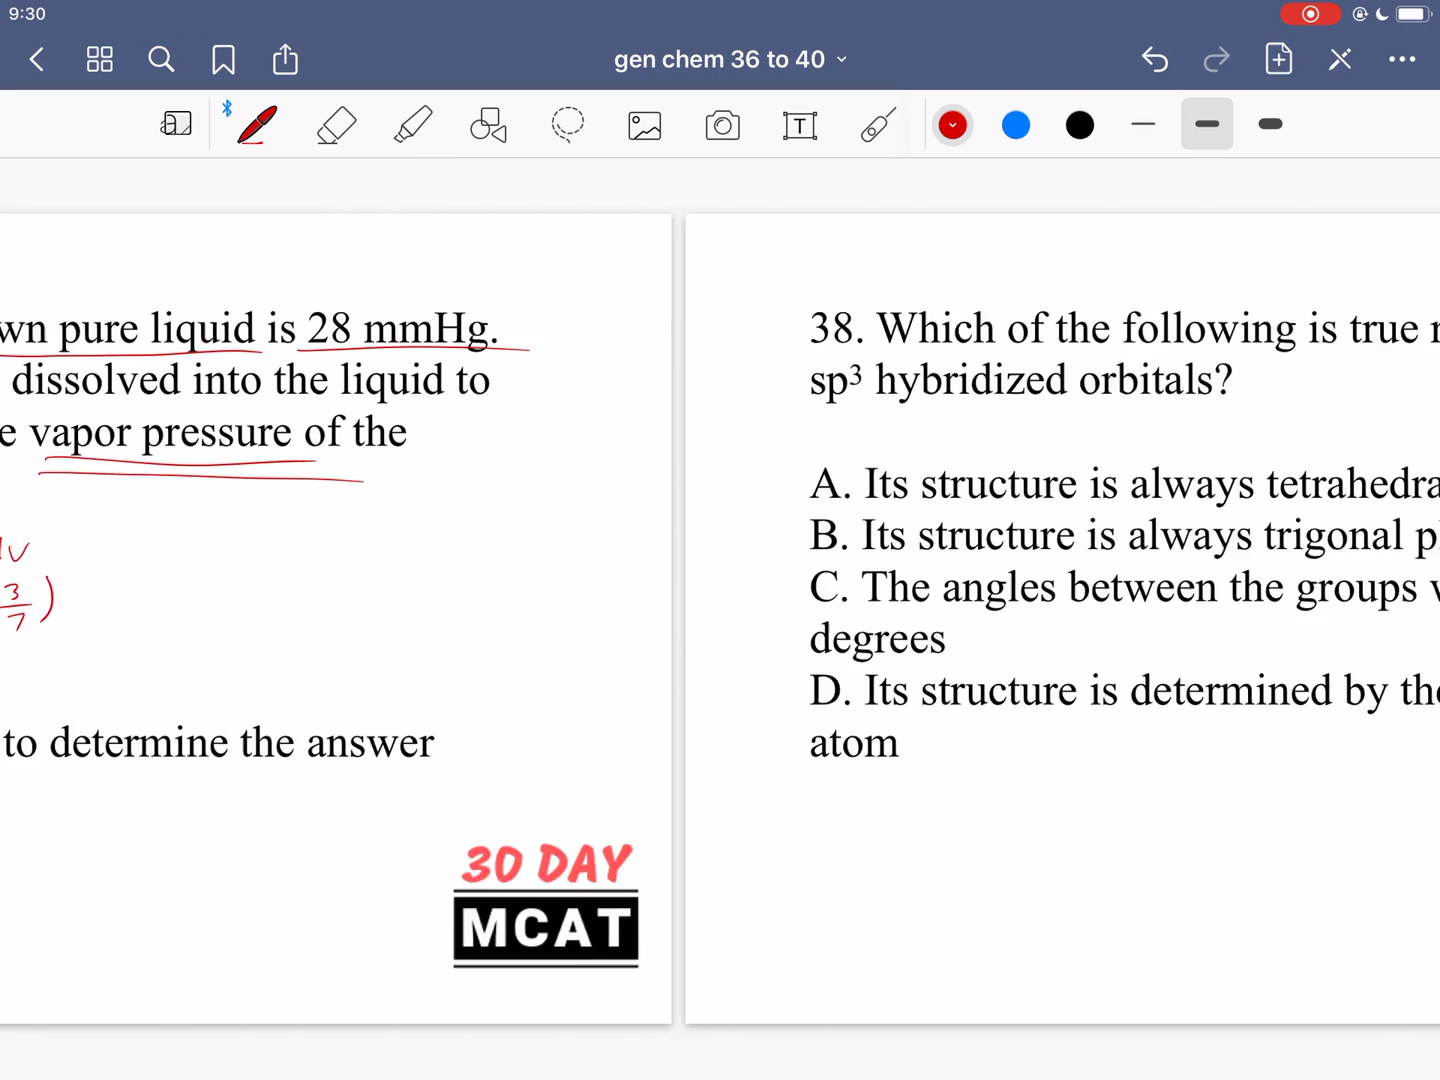 9:30
gen chem 36 to 40
T
wn pure liquid is 28 mmHg.
dissolved into the liquid to
e vapor pressure of the
3
7 )
to determine the answer
30 DAY
MCAT
38. Which of the following is true r
sp³ hybridized orbitals?
A. Its structure is always tetrahedra
B. Its structure is always trigonal p
C. The angles between the groups w
degrees
D. Its structure is determined by the
atom